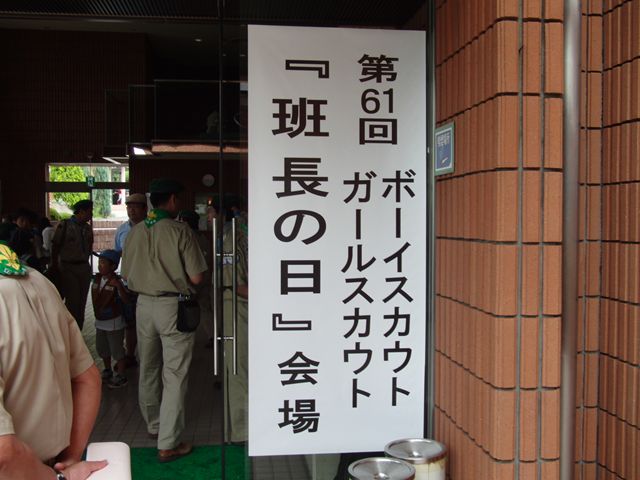 第61回
ボーイスカウト
ガールスカウト
『班長の日』会場